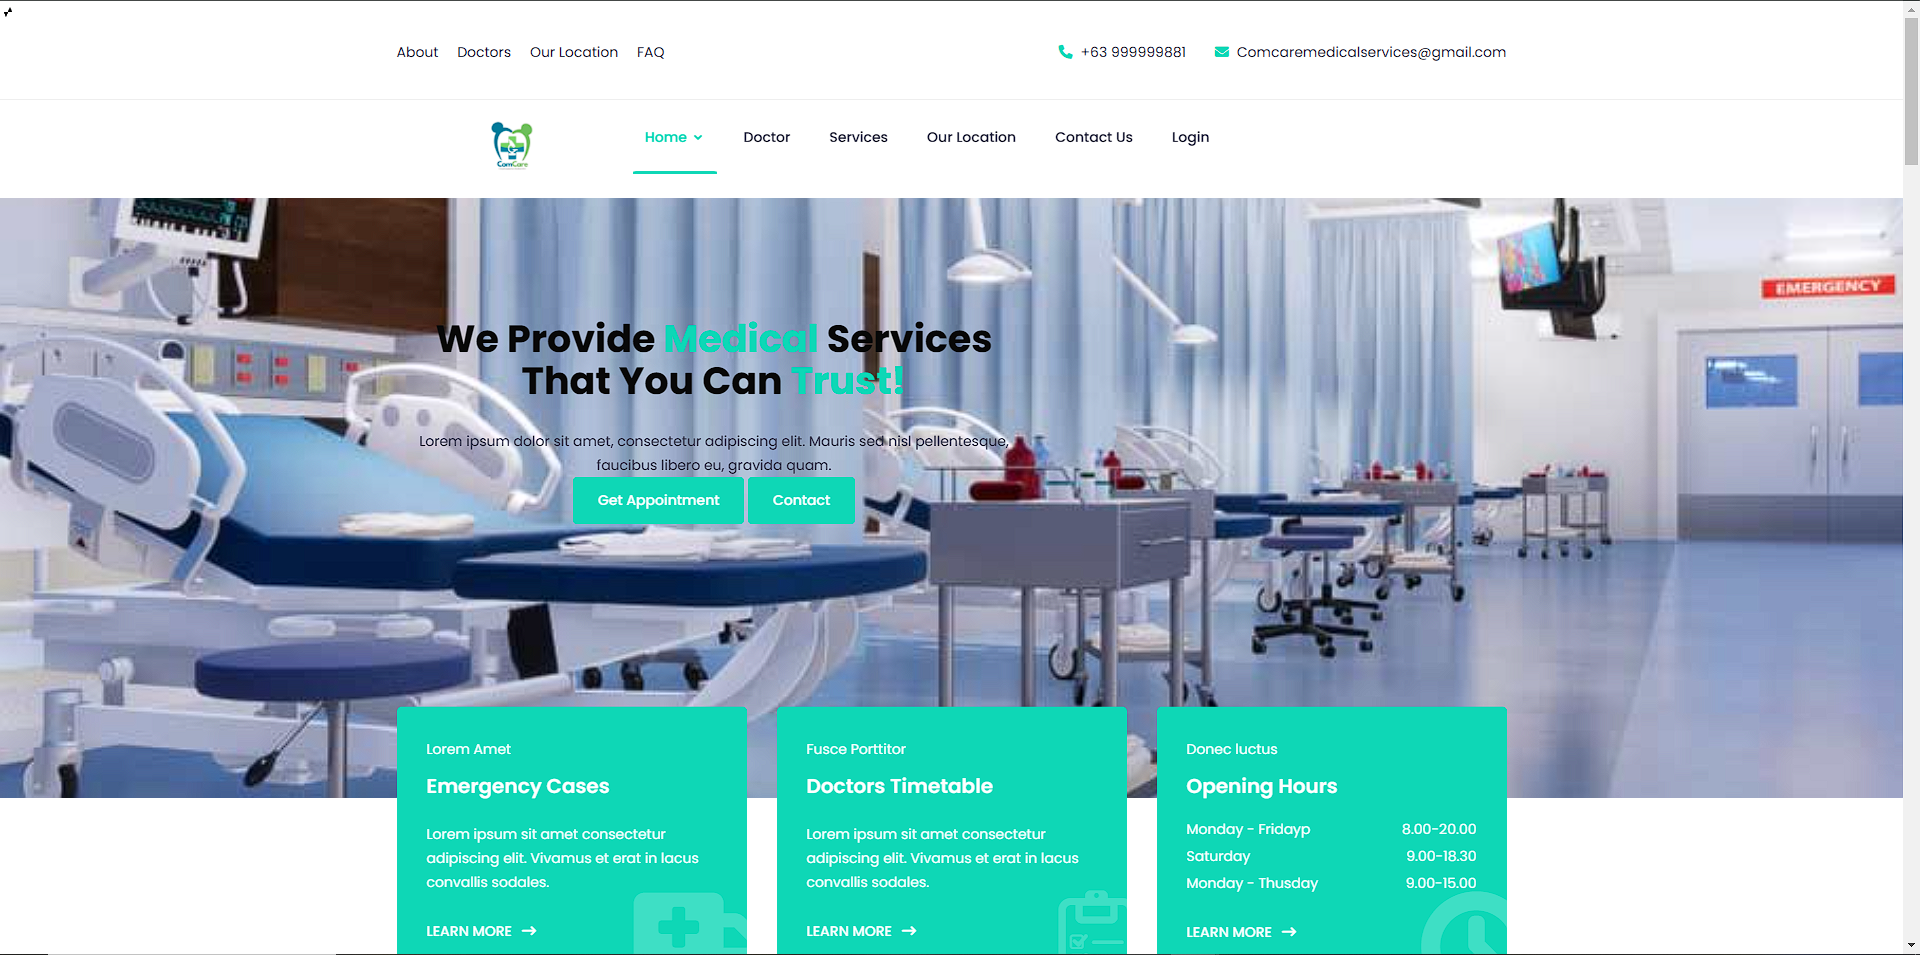 About Doctors Our Location FAQ
+63 999999881 Comcaremedicalservices@gmail.com
ComCare
Home Doctor Services Our Location Contact Us Login
EMERGENCY
We Provide Medical Services
That You Can Trust!
Lorem ipsum dolor sit amet, consectetur adipiscing elit. Mauris sed nisl pellentesque,
faucibus libero eu, gravida quam.
Get Appointment Contact
Lorem Amet
Emergency Cases
Lorem ipsum sit amet consectetur
adipiscing elit. Vivamus et erat in lacus
convallis sodales.
LEARN MORE →
Fusce Porttitor
Doctors Timetable
Lorem ipsum sit amet consectetur
adipiscing elit. Vivamus et erat in lacus
convallis sodales.
LEARN MORE →
Donec luctus
Opening Hours
Monday - Fridayp 8.00-20.00
Saturday 9.00-18.30
Monday - Thusday 9.00-15.00
LEARN MORE →